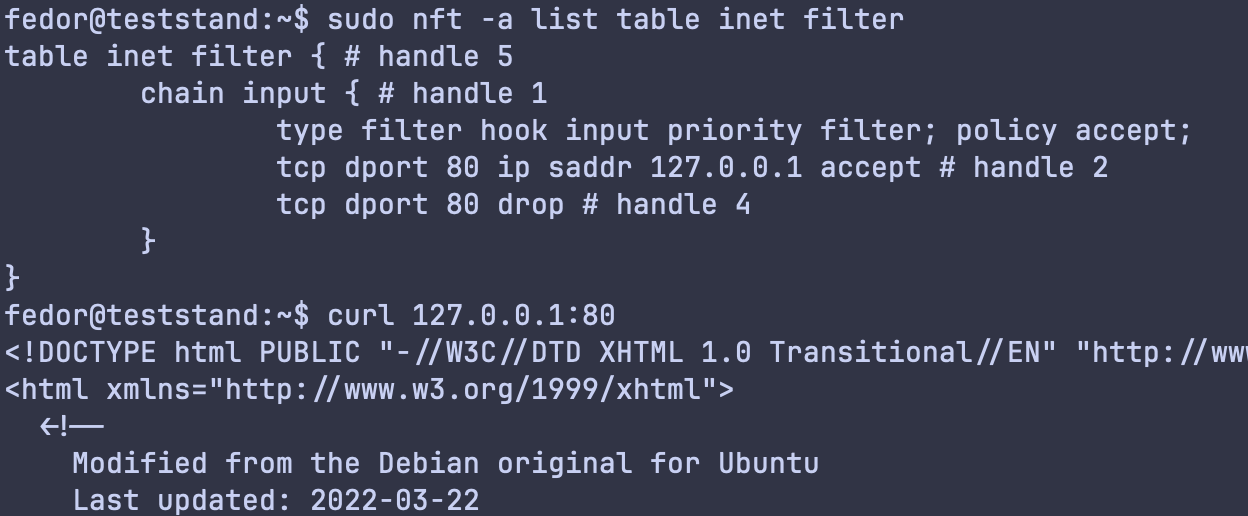 fedor@teststand:~$ sudo nft -a list table inet filter
table inet filter { # handle 5
        chain input { # handle 1
                type filter hook input priority filter; policy accept;
                tcp dport 80 ip saddr 127.0.0.1 accept # handle 2
                tcp dport 80 drop # handle 4
        }
}
fedor@teststand:~$ curl 127.0.0.1:80
<!DOCTYPE html PUBLIC "-//W3C//DTD XHTML 1.0 Transitional//EN" "http://www
<html xmlns="http://www.w3.org/1999/xhtml">
  <!--
    Modified from the Debian original for Ubuntu
    Last updated: 2022-03-22